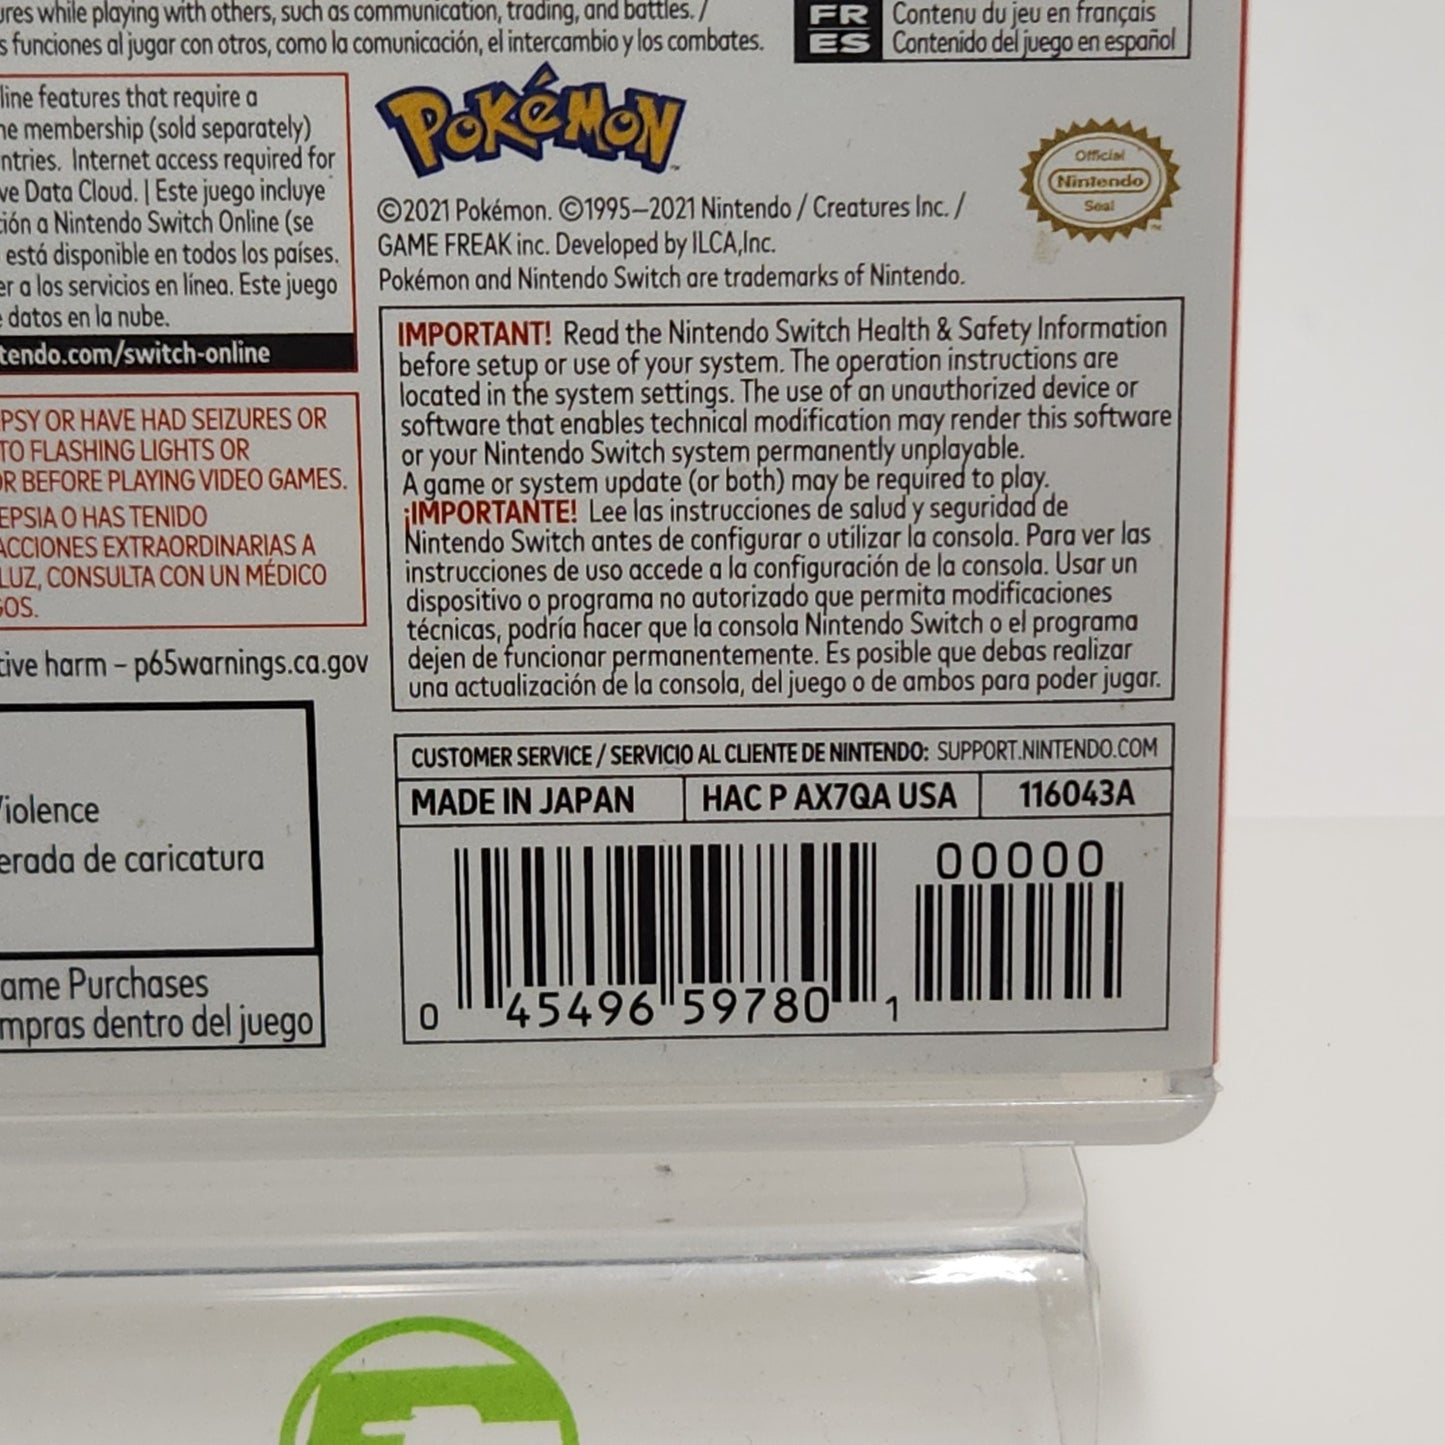 ures while playing with others, such as communication, trading, and battles. /
s funciones al jugar con otros, como la comunicación, el intercambio y los combates.
FR Contenu du jeu en français
ES Contenido del juego en español
line features that require a
ne membership (sold separately)
ntries. Internet access required for
ve Data Cloud. | Este juego incluye
ción a Nintendo Switch Online (se
está disponible en todos los países.
er a los servicios en línea. Este juego
e datos en la nube.
tendo.com/switch-online
PSY OR HAVE HAD SEIZURES OR
TO FLASHING LIGHTS OR
OR BEFORE PLAYING VIDEO GAMES.
EPSIA O HAS TENIDO
ACCIONES EXTRAORDINARIAS A
LUZ, CONSULTA CON UN MÉDICO
GOS.
tive harm – p65warnings.ca.gov
Violence
erada de caricatura
ame Purchases
mpras dentro del juego
POKéMON™
Official
Nintendo
Seal
™
©2021 Pokémon. ©1995–2021 Nintendo / Creatures Inc. /
GAME FREAK inc. Developed by ILCA,Inc.
Pokémon and Nintendo Switch are trademarks of Nintendo.
IMPORTANT! Read the Nintendo Switch Health & Safety Information
before setup or use of your system. The operation instructions are
located in the system settings. The use of an unauthorized device or
software that enables technical modification may render this software
or your Nintendo Switch system permanently unplayable.
A game or system update (or both) may be required to play.
¡IMPORTANTE! Lee las instrucciones de salud y seguridad de
Nintendo Switch antes de configurar o utilizar la consola. Para ver las
instrucciones de uso accede a la configuración de la consola. Usar un
dispositivo o programa no autorizado que permita modificaciones
técnicas, podría hacer que la consola Nintendo Switch o el programa
dejen de funcionar permanentemente. Es posible que debas realizar
una actualización de la consola, del juego o de ambos para poder jugar.
CUSTOMER SERVICE / SERVICIO AL CLIENTE DE NINTENDO: SUPPORT.NINTENDO.COM
MADE IN JAPAN HAC P AX7QA USA 116043A
00000
0 45496 59780 1